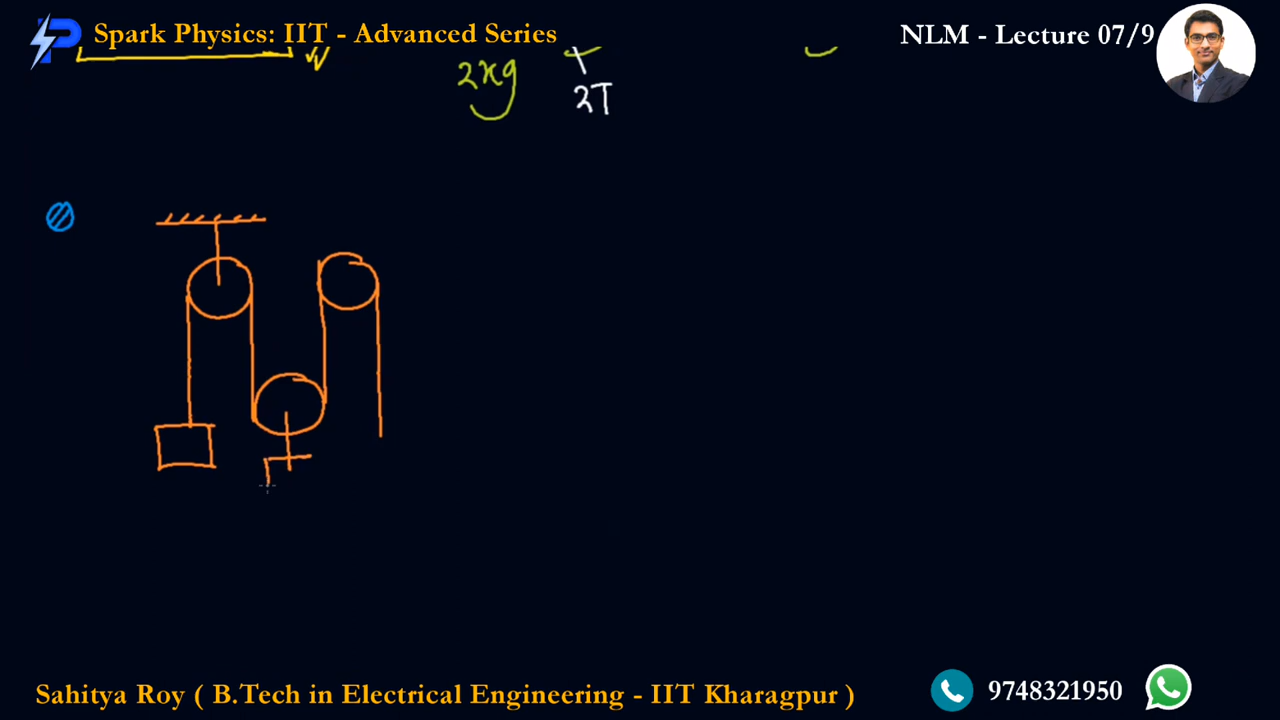 Spark Physics: IIT - Advanced Series
NLM - Lecture 07/9
2xg
2T
Sahitya Roy ( B.Tech in Electrical Engineering - IIT Kharagpur )
9748321950